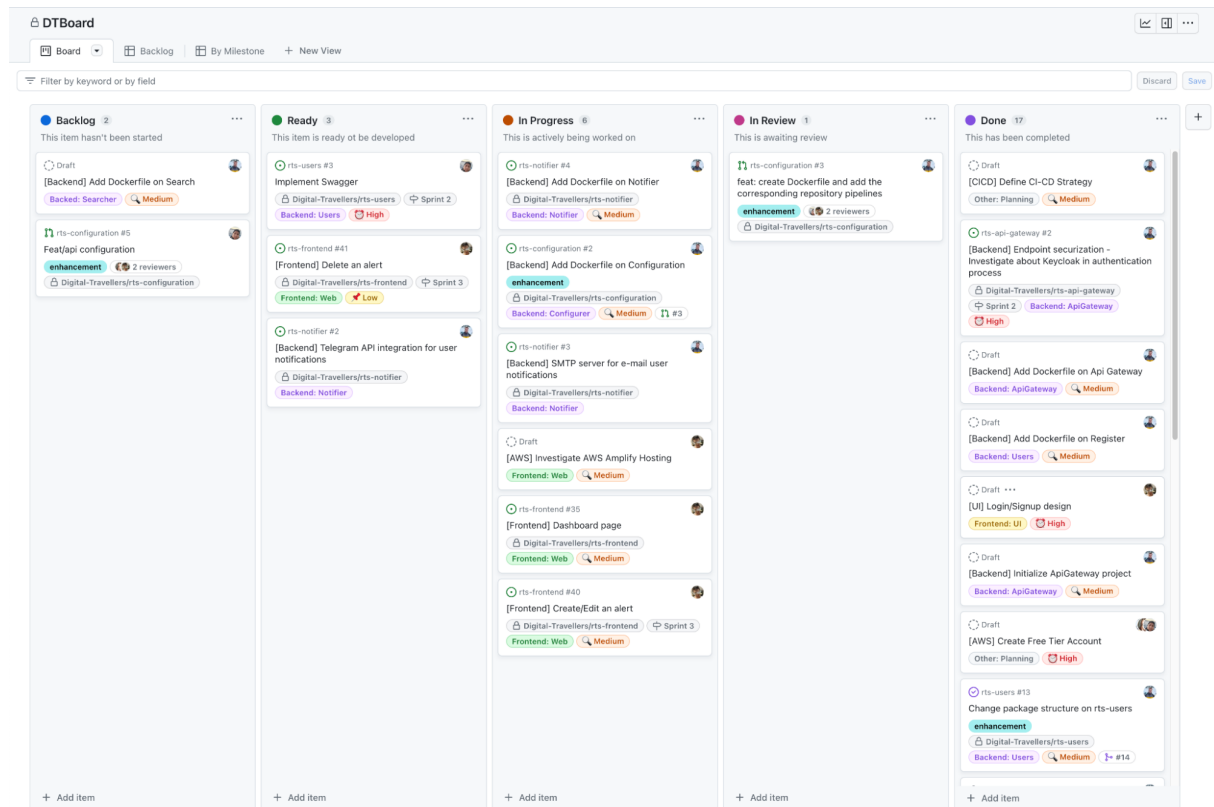 DTBoard
Board
Backlog
By Milestone
New View
Filter by keyword or by field
Discard
Save
Backlog 2
This item hasn't been started
Draft
[Backend] Add Dockerfile on Search
Backed: Searcher Medium
rts-configuration #5
Feat/api configuration
enhancement 2 reviewers
Digital-Travellers/rts-configuration
Add item
Ready 3
This item is ready ot be developed
rts-users #3
Implement Swagger
Digital-Travellers/rts-users Sprint 2
Backend: Users High
rts-frontend #41
[Frontend] Delete an alert
Digital-Travellers/rts-frontend Sprint 3
Frontend: Web Low
rts-notifier #2
[Backend] Telegram API integration for user
notifications
Digital-Travellers/rts-notifier
Backend: Notifier
Add item
In Progress 6
This is actively being worked on
rts-notifier #4
[Backend] Add Dockerfile on Notifier
Digital-Travellers/rts-notifier
Backend: Notifier Medium
rts-configuration #2
[Backend] Add Dockerfile on Configuration
enhancement
Digital-Travellers/rts-configuration
Backend: Configurer Medium #3
rts-notifier #3
[Backend] SMTP server for e-mail user
notifications
Digital-Travellers/rts-notifier
Backend: Notifier
Draft
[AWS] Investigate AWS Amplify Hosting
Frontend: Web Medium
rts-frontend #35
[Frontend] Dashboard page
Digital-Travellers/rts-frontend
Frontend: Web Medium
rts-frontend #40
[Frontend] Create/Edit an alert
Digital-Travellers/rts-frontend Sprint 3
Frontend: Web Medium
Add item
In Review 1
This is awaiting review
rts-configuration #3
feat: create Dockerfile and add the
corresponding repository pipelines
enhancement 2 reviewers
Digital-Travellers/rts-configuration
Add item
Done 17
This has been completed
Draft
[CICD] Define CI-CD Strategy
Other: Planning Medium
rts-api-gateway #2
[Backend] Endpoint securization -
Investigate about Keycloak in authentication
process
Digital-Travellers/rts-api-gateway
Sprint 2 Backend: ApiGateway
High
Draft
[Backend] Add Dockerfile on Api Gateway
Backend: ApiGateway Medium
Draft
[Backend] Add Dockerfile on Register
Backend: Users Medium
Draft
[UI] Login/Signup design
Frontend: UI High
Draft
[Backend] Initialize ApiGateway project
Backend: ApiGateway Medium
Draft
[AWS] Create Free Tier Account
Other: Planning High
rts-users #13
Change package structure on rts-users
enhancement
Digital-Travellers/rts-users
Backend: Users Medium #14
Add item